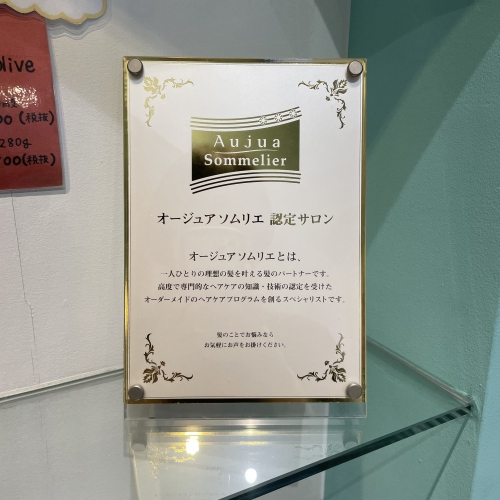 live
00 (税抜)
280g
00(税抜)
Aujua
Sommelier
オージュア ソムリエ 認定サロン
オージュア ソムリエとは、
一人ひとりの理想の髪を叶える髪のパートナーです。
高度で専門的なヘアケアの知識・技術の認定を受けた
オーダーメイドのヘアケアプログラムを創るスペシャリストです。
髪のことでお悩みなら
お気軽にお声をお掛けください。